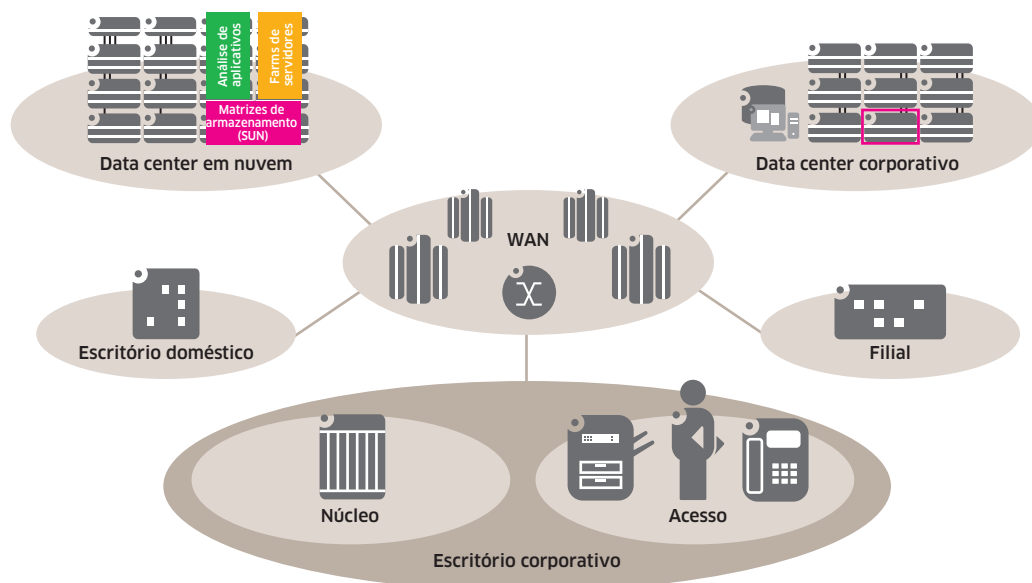 Análise de
aplicativos
Farms de
servidores
Matrizes de
armazenamento
(SUN)
Data center em nuvem
Data center corporativo
WAN
Escritório doméstico
Filial
Núcleo
Acesso
Escritório corporativo